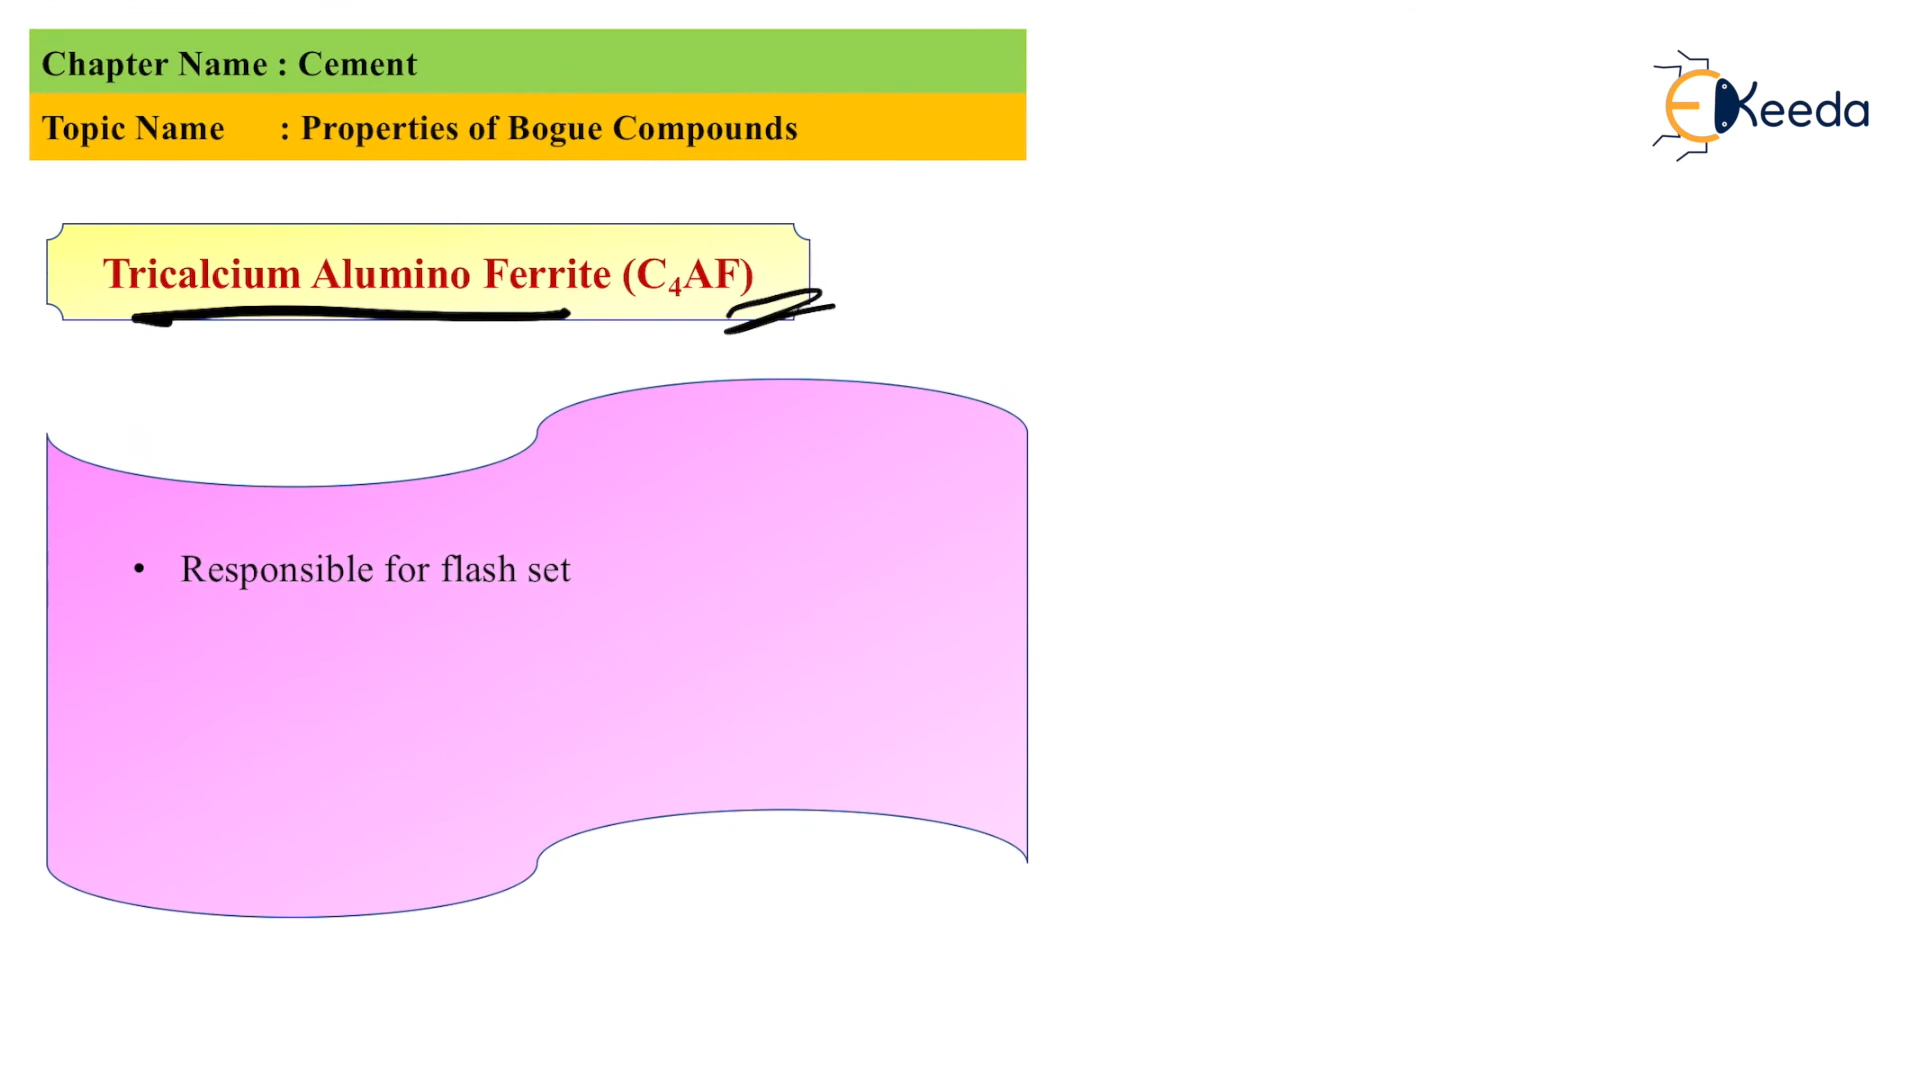 Chapter Name : Cement
Topic Name : Properties of Bogue Compounds
Keeda
Tricalcium Alumino Ferrite (C₄AF)
• Responsible for flash set